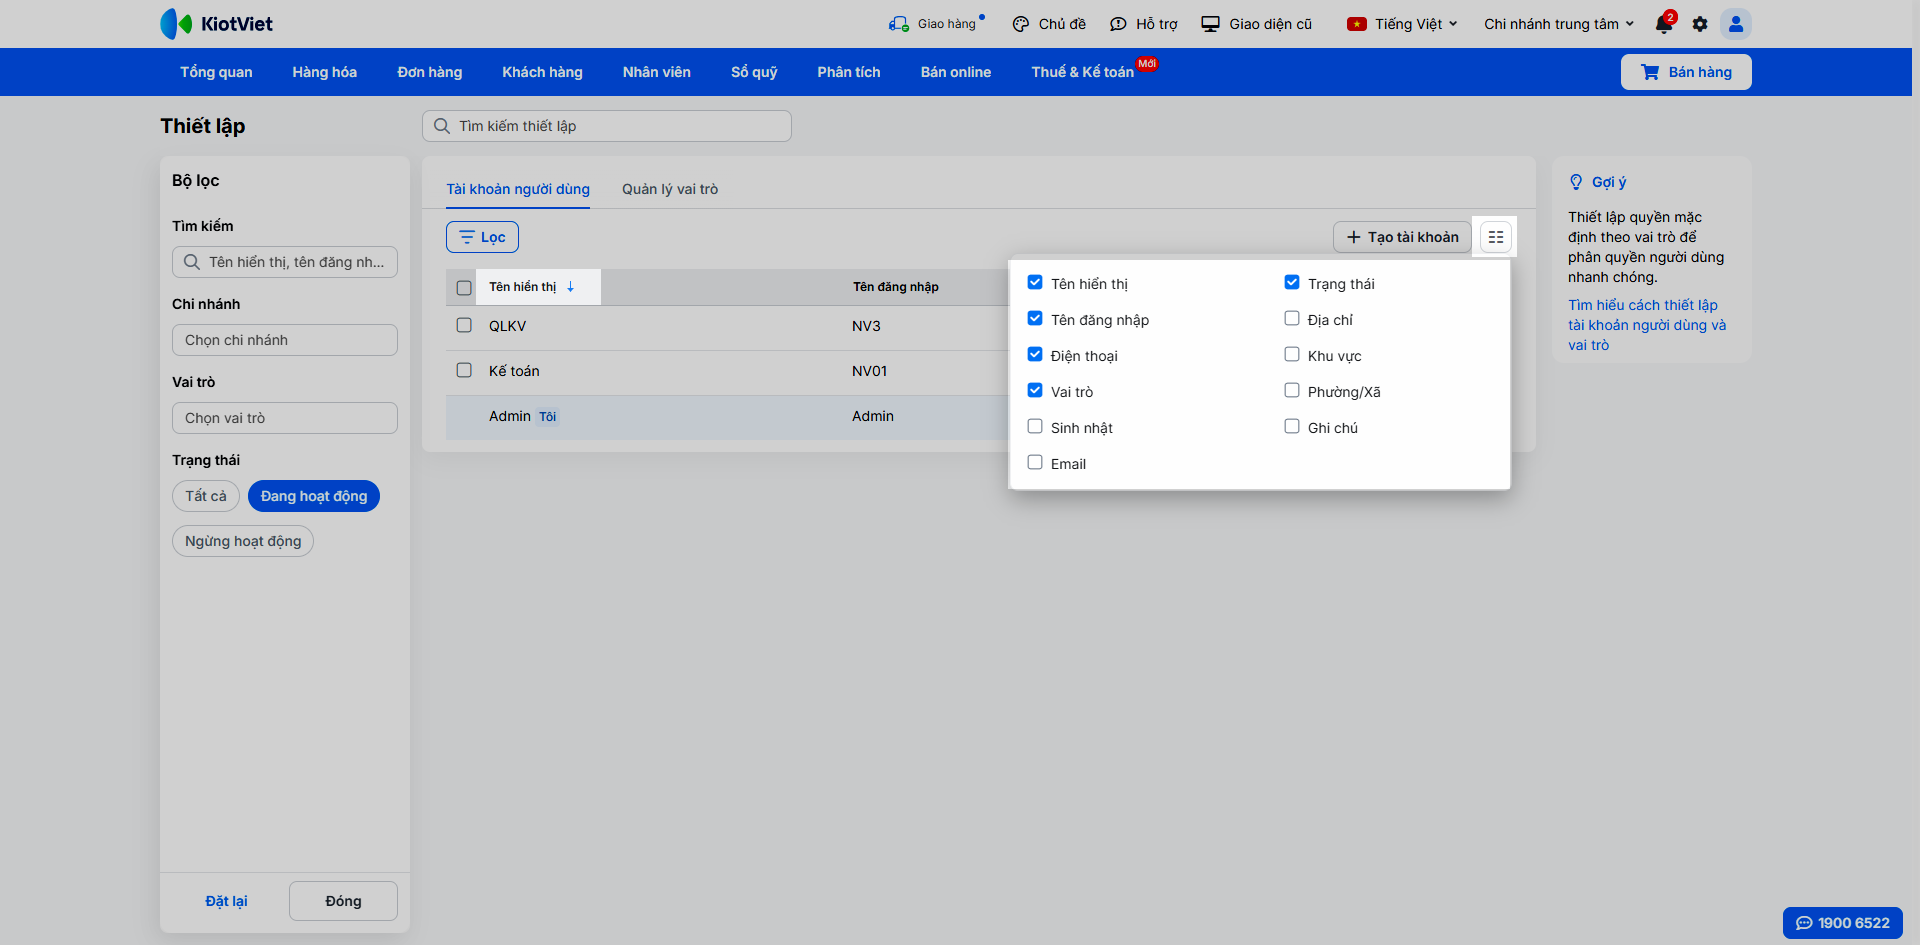 KiotViet
Giao hàng
Chủ đề
Hỗ trợ
Giao diện cũ
Tiếng Việt
Chi nhánh trung tâm
2
Tổng quan
Hàng hóa
Đơn hàng
Khách hàng
Nhân viên
Sổ quỹ
Phân tích
Bán online
Thuế & Kế toán
Mới
Bán hàng
Thiết lập
Tìm kiếm thiết lập
Bộ lọc
Tìm kiếm
Tên hiển thị, tên đăng nh...
Chi nhánh
Chọn chi nhánh
Vai trò
Chọn vai trò
Trạng thái
Tất cả
Đang hoạt động
Ngừng hoạt động
Đặt lại
Đóng
Tài khoản người dùng
Quản lý vai trò
Lọc
Tạo tài khoản
Tên hiển thị
Tên đăng nhập
QLKV
NV3
Kế toán
NV01
Admin
Tôi
Admin
Tên hiển thị
Tên đăng nhập
Điện thoại
Vai trò
Sinh nhật
Email
Trạng thái
Địa chỉ
Khu vực
Phường/Xã
Ghi chú
Gợi ý
Thiết lập quyền mặc
định theo vai trò để
phân quyền người dùng
nhanh chóng.
Tìm hiểu cách thiết lập
tài khoản người dùng và
vai trò
1900 6522